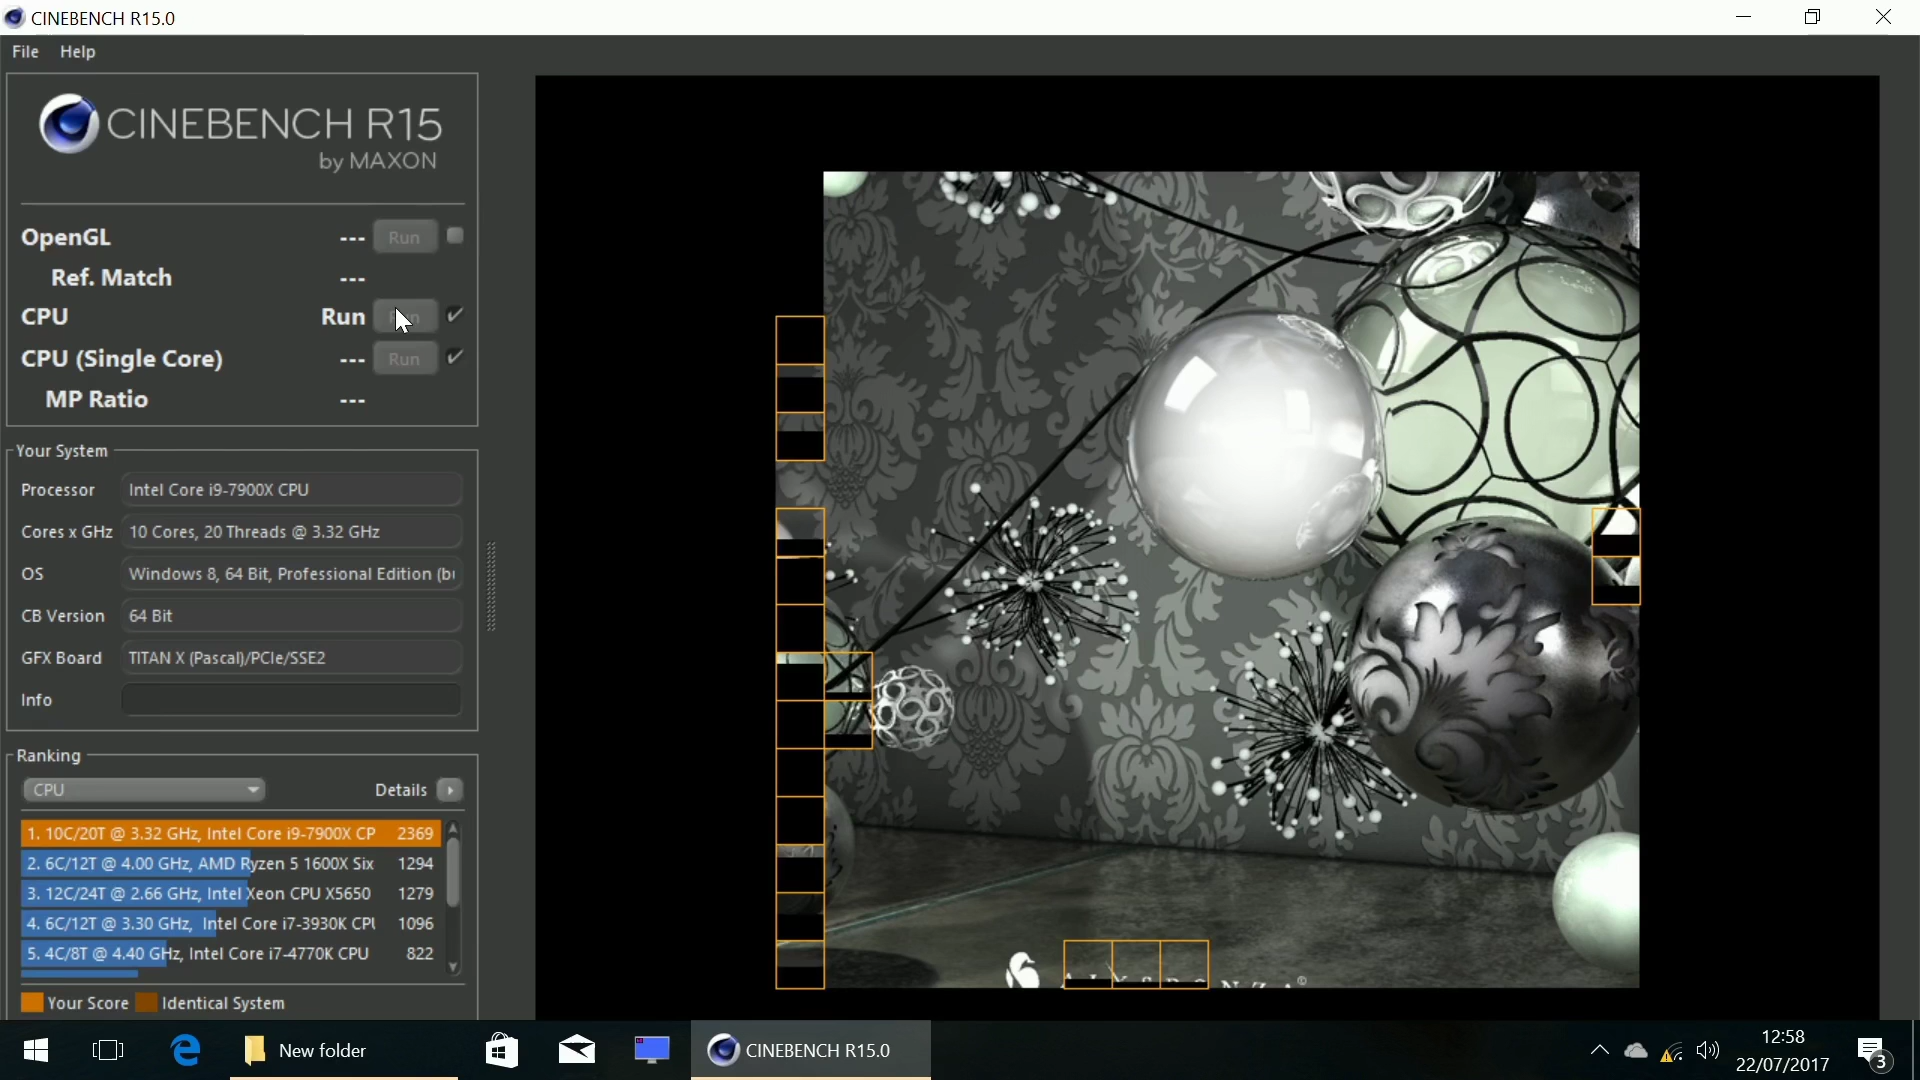 CINEBENCH R15.0
File Help
CINEBENCH R15
by MAXON
OpenGL --- Run
Ref. Match ---
CPU Run
CPU (Single Core) --- Run
MP Ratio ---
Your System
Processor Intel Core i9-7900X CPU
Cores x GHz 10 Cores, 20 Threads @ 3.32 GHz
OS Windows 8, 64 Bit, Professional Edition (bu
CB Version 64 Bit
GFX Board TITAN X (Pascal)/PCIe/SSE2
Info
Ranking
CPU Details
1. 10C/20T @ 3.32 GHz, Intel Core i9-7900X CP 2369
2. 6C/12T @ 4.00 GHz, AMD Ryzen 5 1600X Six 1294
3. 12C/24T @ 2.66 GHz, Intel Xeon CPU X5650 1279
4. 6C/12T @ 3.30 GHz, Intel Core i7-3930K CPU 1096
5. 4C/8T @ 4.40 GHz, Intel Core i7-4770K CPU 822
Your Score Identical System
New folder
CINEBENCH R15.0
12:58
22/07/2017
3